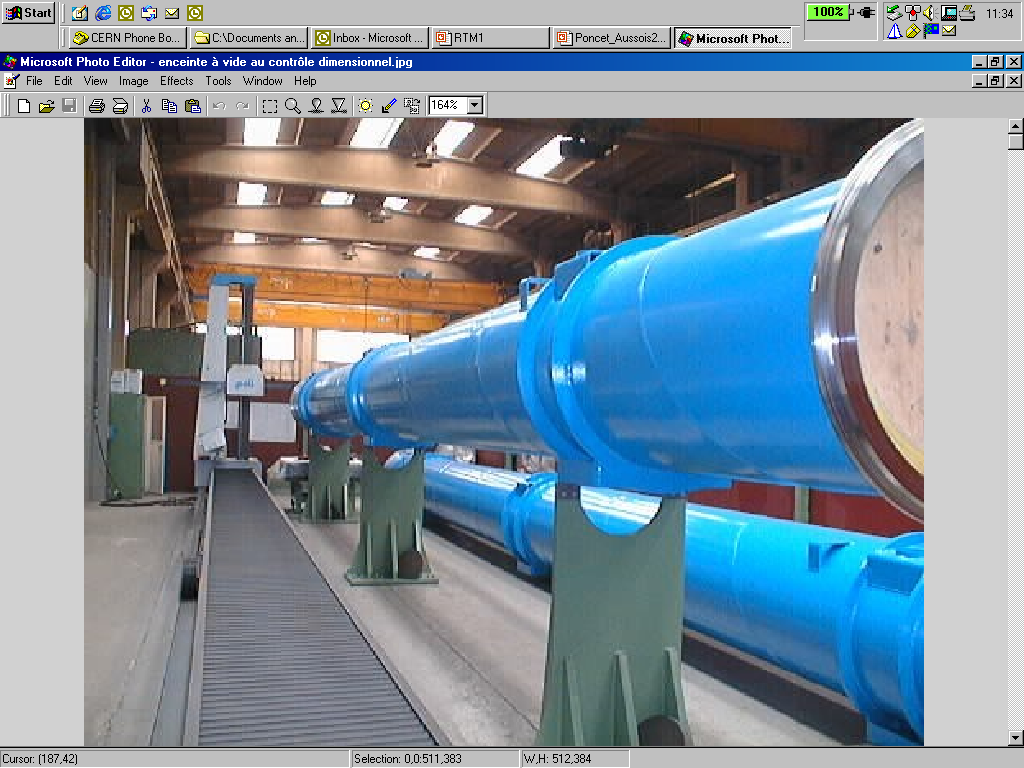 Start
100%
11:34
CERN Phone Bo...
C:\Documents an...
Inbox - Microsoft ...
RTM1
Poncet_Aussois2...
Microsoft Phot...
Microsoft Photo Editor - enceinte à vide au contrôle dimensionnel.jpg
File Edit View Image Effects Tools Window Help
164%
Cursor: (187,42)
Selection: 0,0:511,383
W,H: 512,384